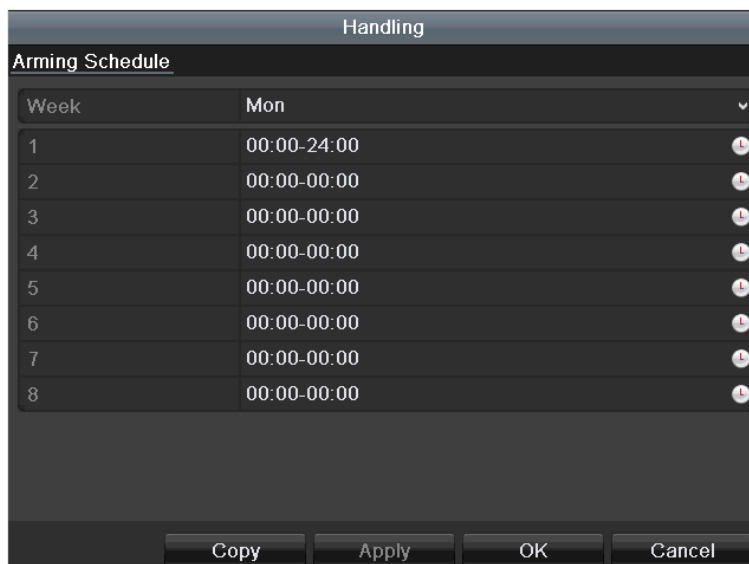 Handling
Arming Schedule
Week Mon
1 00:00-24:00
2 00:00-00:00
3 00:00-00:00
4 00:00-00:00
5 00:00-00:00
6 00:00-00:00
7 00:00-00:00
8 00:00-00:00
Copy Apply OK Cancel